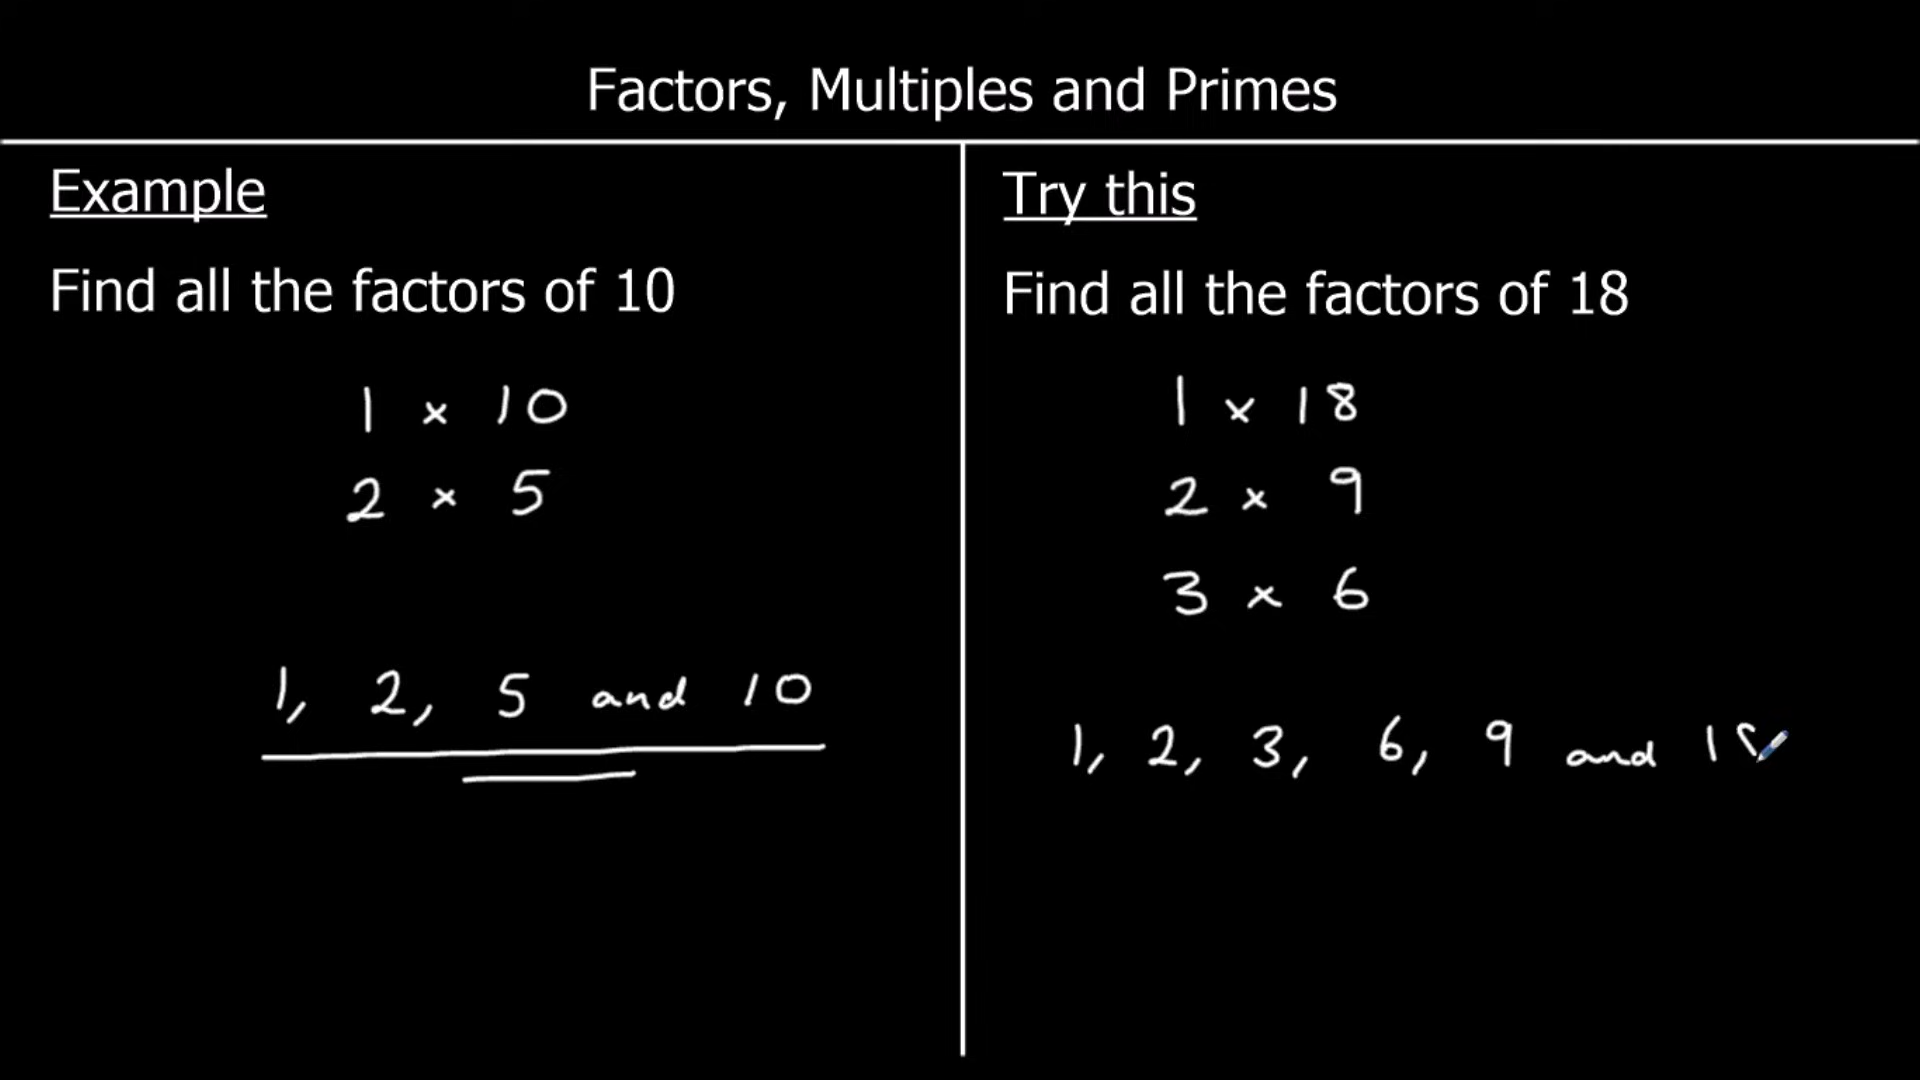 Factors, Multiples and Primes
Example
Find all the factors of 10
1 × 10
2 × 5
1, 2, 5 and 10
Try this
Find all the factors of 18
1 × 18
2 × 9
3 × 6
1, 2, 3, 6, 9 and